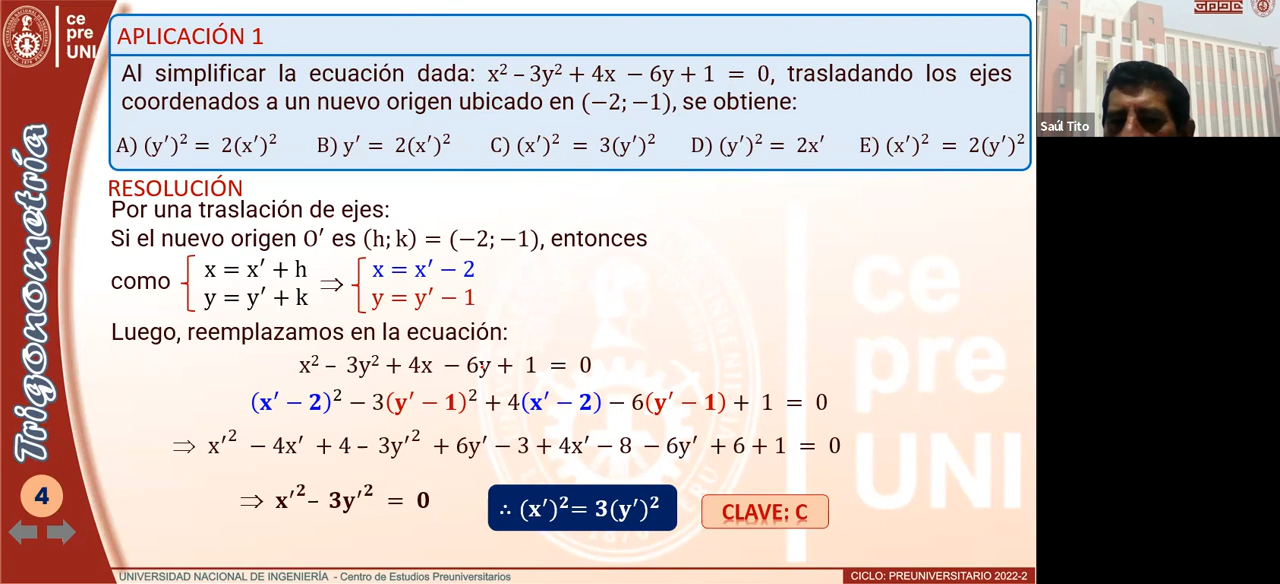 ce
pre
UNI
APLICACIÓN 1
Al simplificar la ecuación dada: x² – 3y² + 4x − 6y + 1 = 0, trasladando los ejes
coordenados a un nuevo origen ubicado en (−2; −1), se obtiene:
A) (y′)² = 2(x′)² B) y′ = 2(x′)² C) (x′)² = 3(y′)² D) (y′)² = 2x′ E) (x′)² = 2(y′)²
Saúl Tito
Trigonometría
RESOLUCIÓN
Por una traslación de ejes:
Si el nuevo origen O′ es (h; k) = (−2; −1), entonces
como { x = x′ + h ⇒ { x = x′ − 2
y = y′ + k y = y′ − 1
Luego, reemplazamos en la ecuación:
x² – 3y² + 4x − 6y + 1 = 0
(x′ − 2)² − 3(y′ − 1)² + 4(x′ − 2) − 6(y′ − 1) + 1 = 0
⇒ x′² − 4x′ + 4 – 3y′² + 6y′ − 3 + 4x′ − 8 − 6y′ + 6 + 1 = 0
⇒ x′² – 3y′² = 0
∴ (x′)² = 3(y′)²
CLAVE: C
4
ce
pre
UNI
UNIVERSIDAD NACIONAL DE INGENIERÍA - Centro de Estudios Preuniversitarios
CICLO: PREUNIVERSITARIO 2022-2